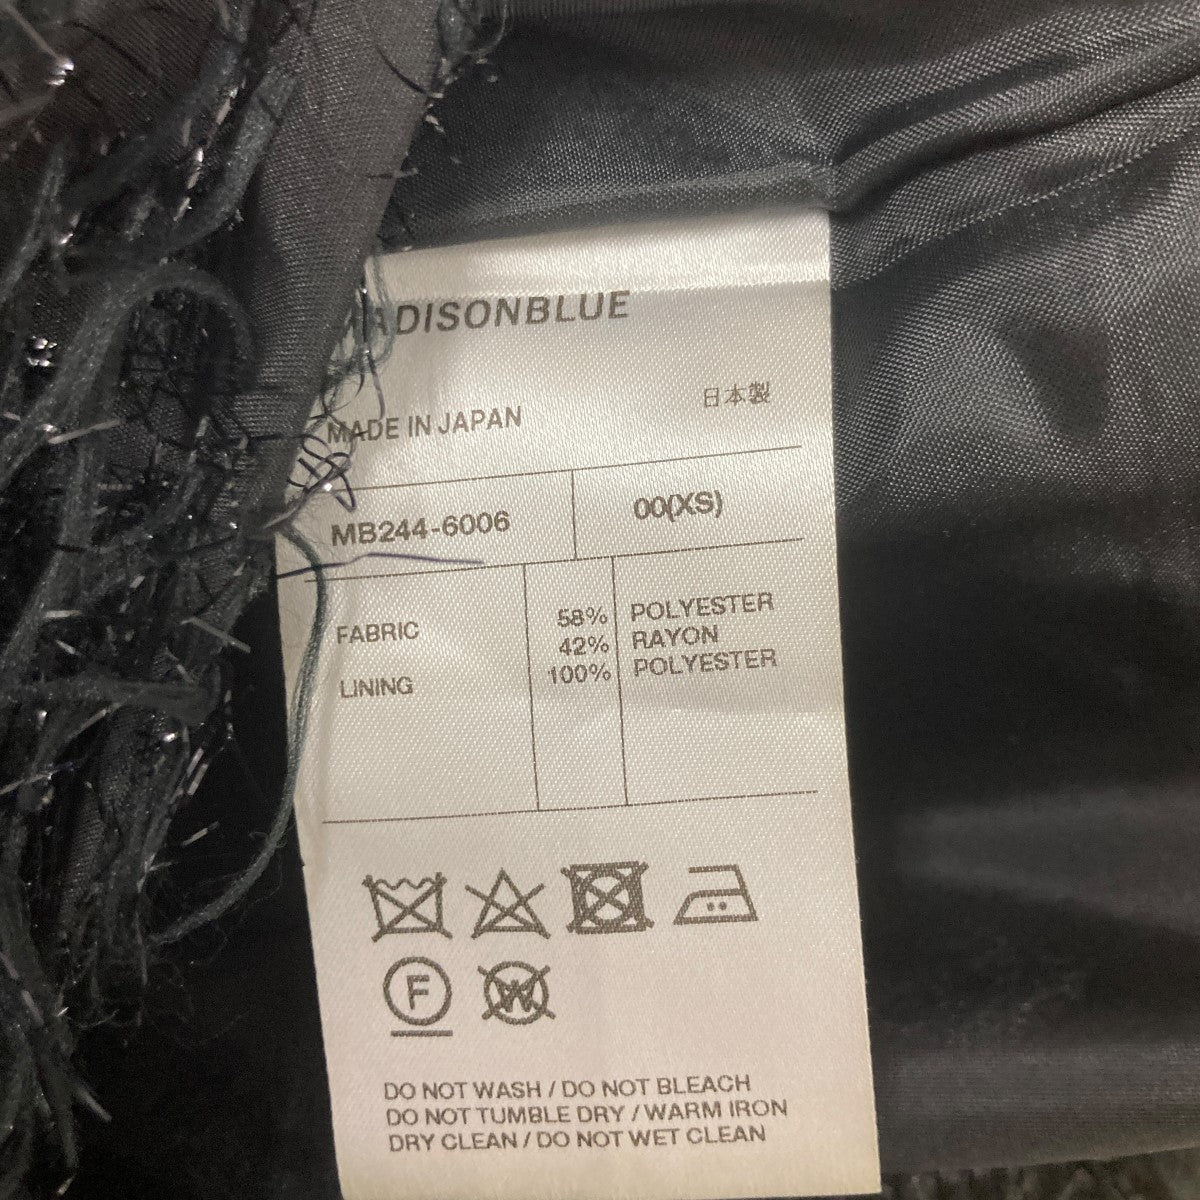 MADISONBLUE
日本製
MADE IN JAPAN
MB244-6006 00(XS)
FABRIC 58% POLYESTER
42% RAYON
LINING 100% POLYESTER
F
W
DO NOT WASH / DO NOT BLEACH
DO NOT TUMBLE DRY / WARM IRON
DRY CLEAN / DO NOT WET CLEAN